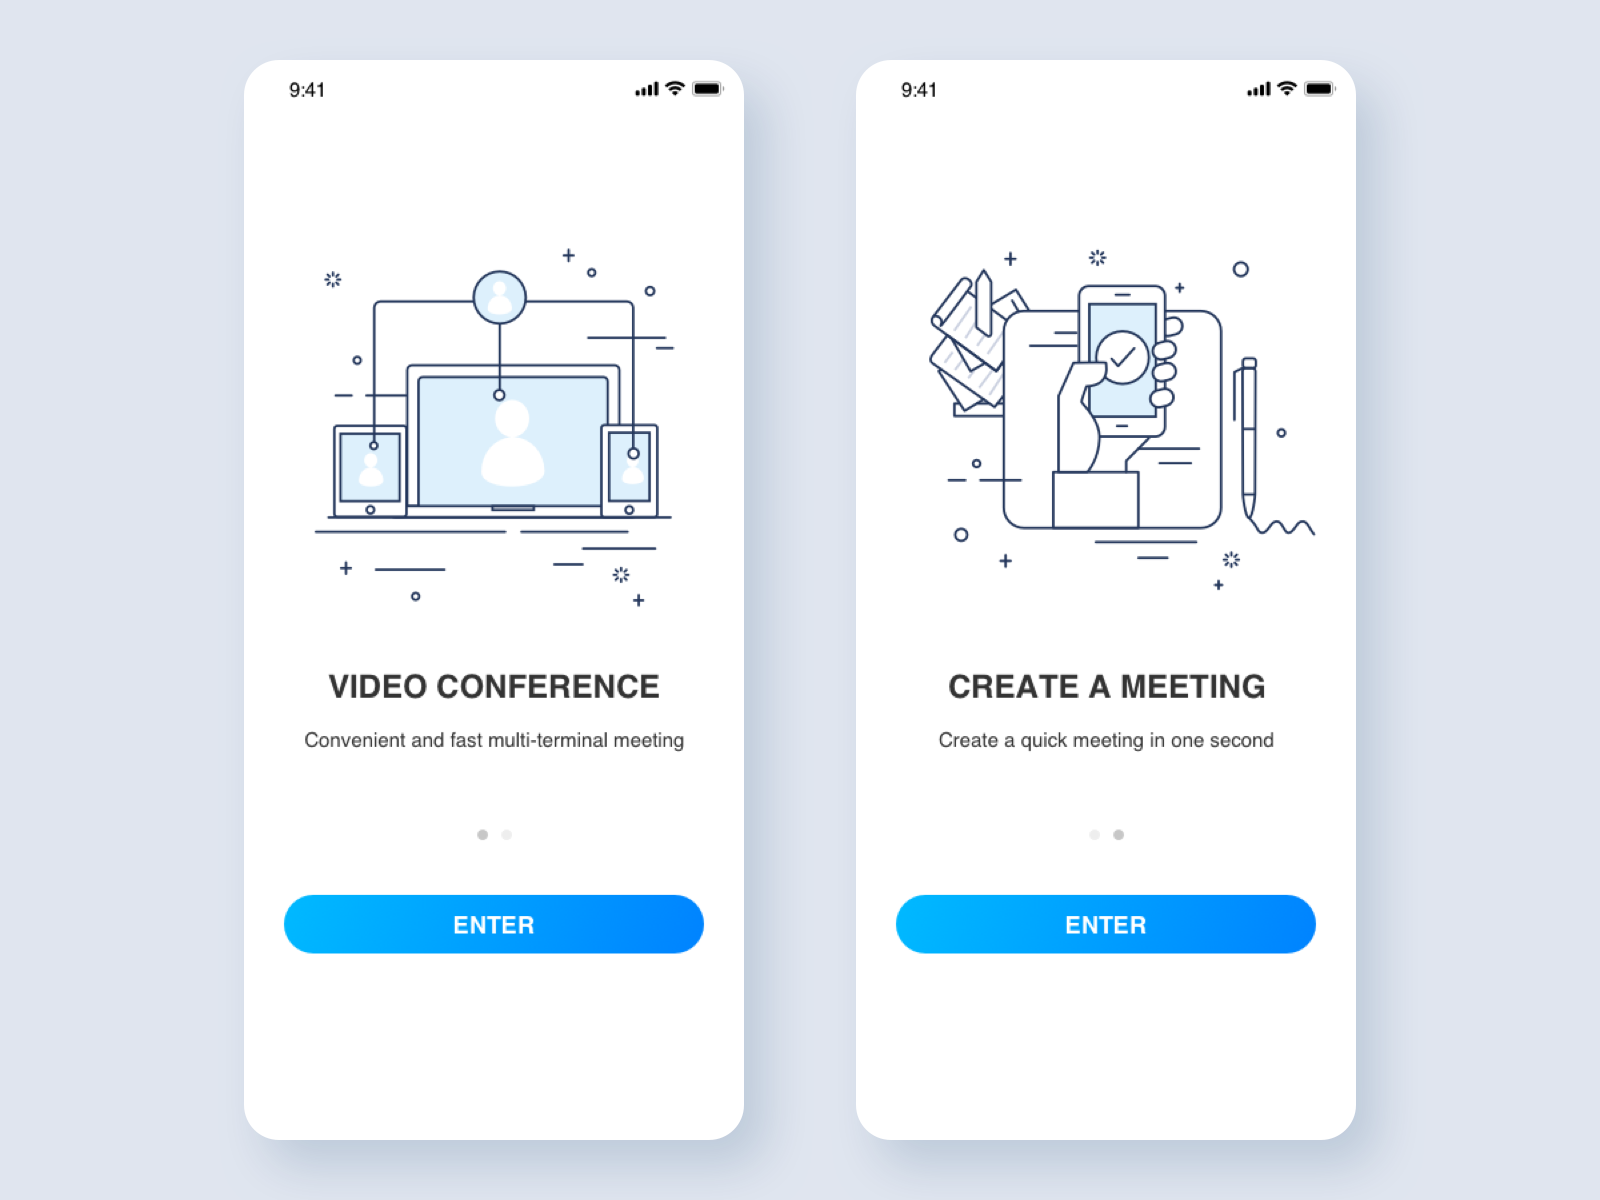 9:41
VIDEO CONFERENCE
Convenient and fast multi-terminal meeting
ENTER
9:41
CREATE A MEETING
Create a quick meeting in one second
ENTER